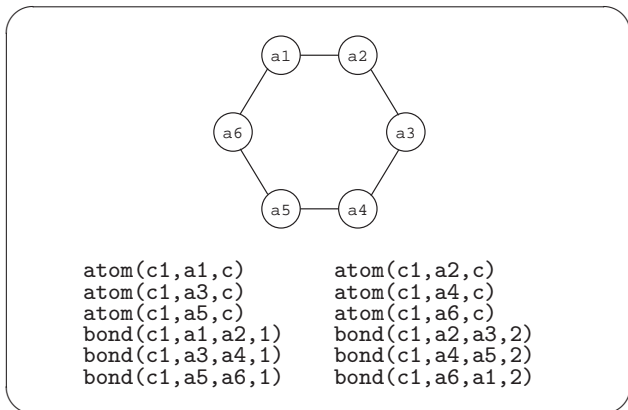 a1 a2
a6 a3
a5 a4
atom(c1,a1,c) atom(c1,a2,c)
atom(c1,a3,c) atom(c1,a4,c)
atom(c1,a5,c) atom(c1,a6,c)
bond(c1,a1,a2,1) bond(c1,a2,a3,2)
bond(c1,a3,a4,1) bond(c1,a4,a5,2)
bond(c1,a5,a6,1) bond(c1,a6,a1,2)